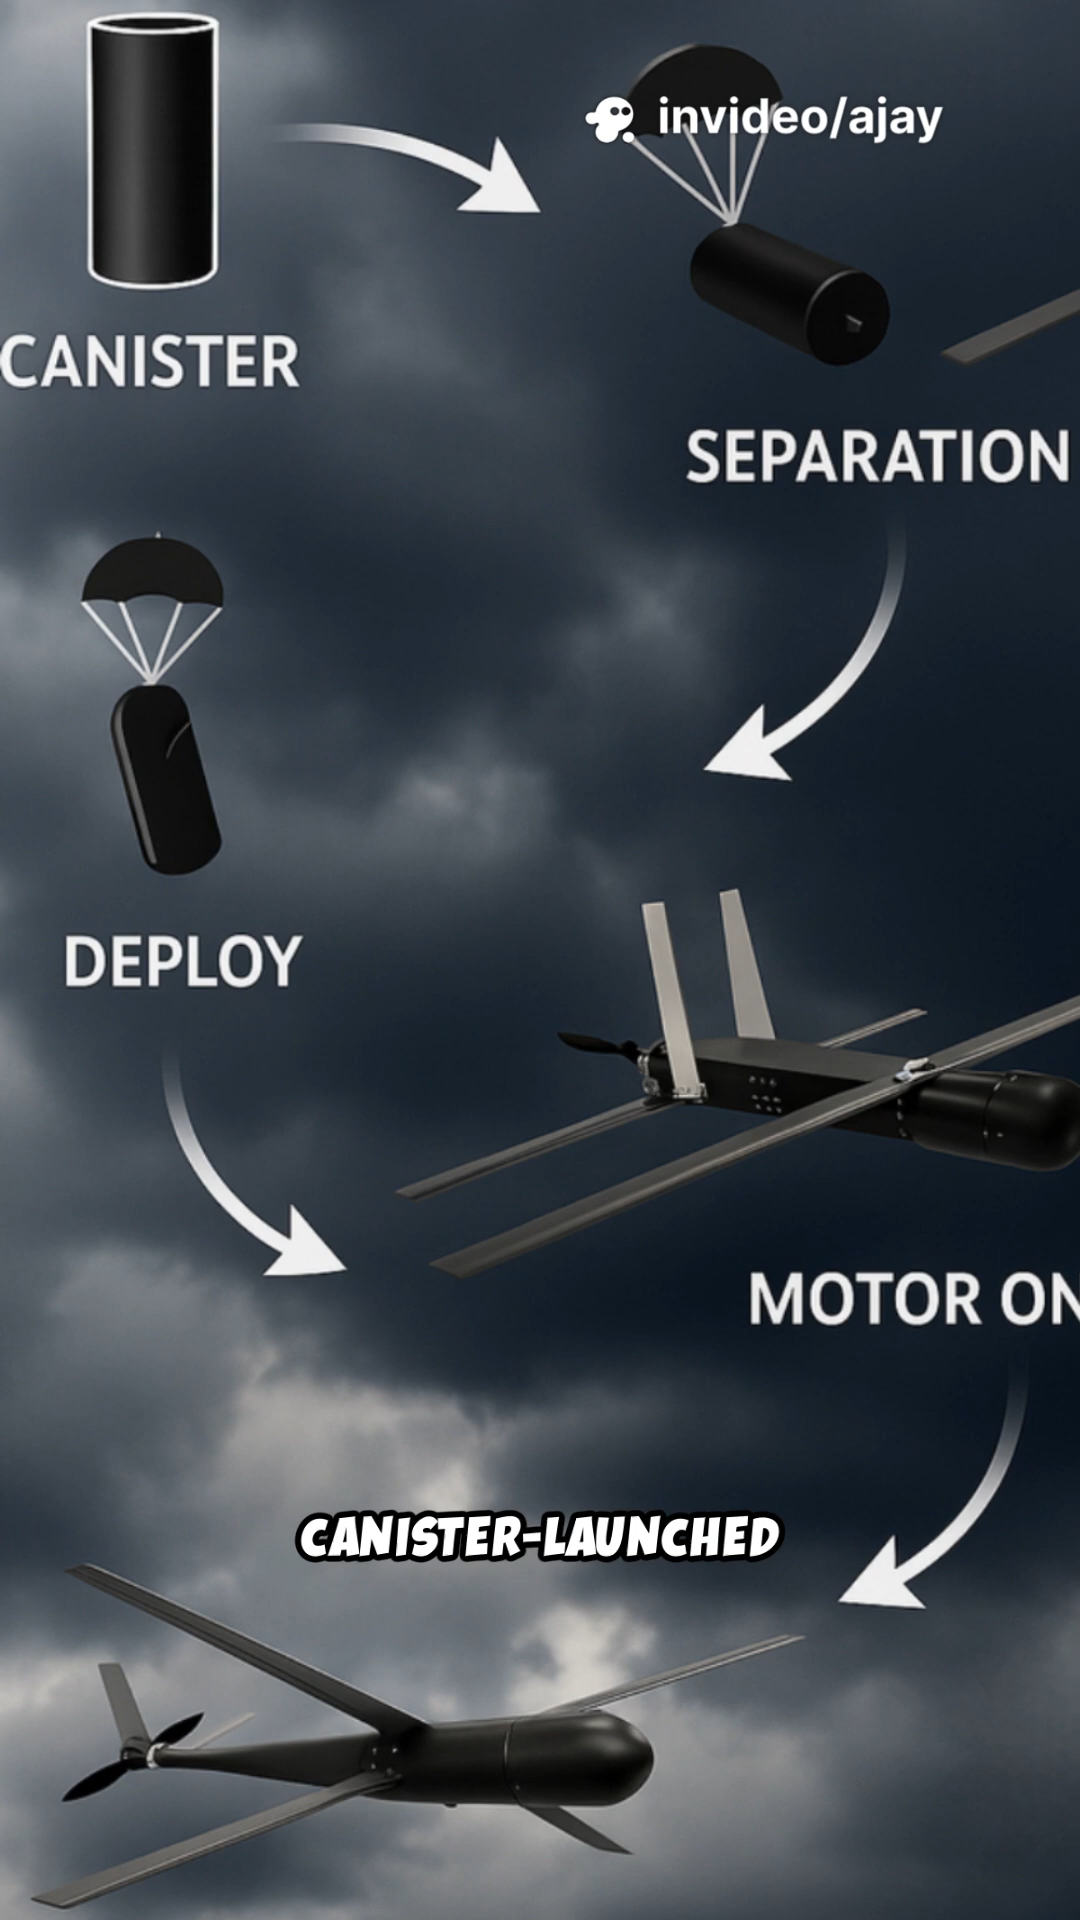 invideo/ajay
CANISTER
SEPARATION
DEPLOY
MOTOR ON
CANISTER-LAUNCHED